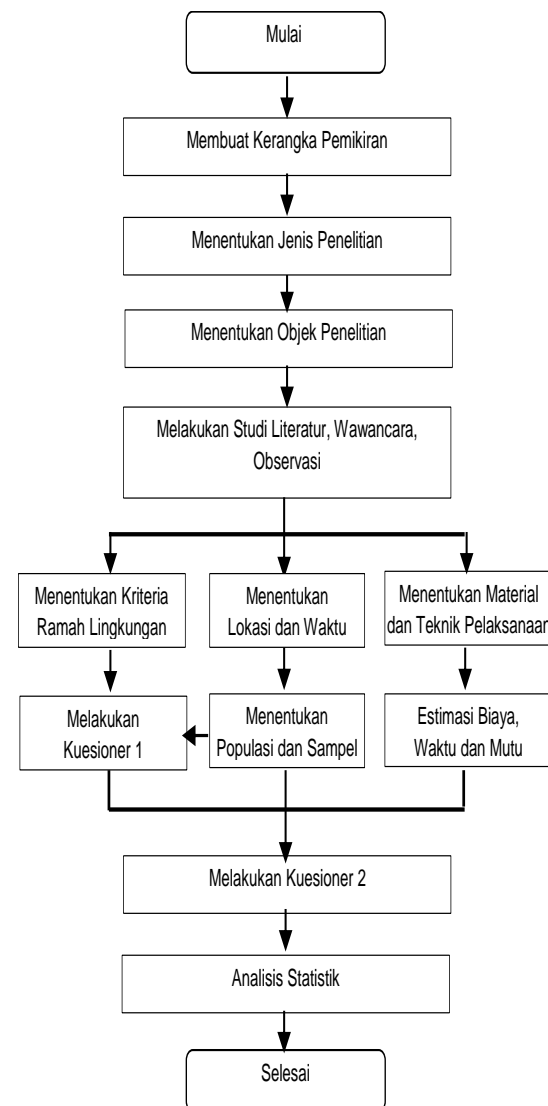 Mulai
Membuat Kerangka Pemikiran
Menentukan Jenis Penelitian
Menentukan Objek Penelitian
Melakukan Studi Literatur, Wawancara,
Observasi
Menentukan Kriteria
Ramah Lingkungan
Menentukan
Lokasi dan Waktu
Menentukan Material
dan Teknik Pelaksanaan
Melakukan
Kuesioner 1
Menentukan
Populasi dan Sampel
Estimasi Biaya,
Waktu dan Mutu
Melakukan Kuesioner 2
Analisis Statistik
Selesai